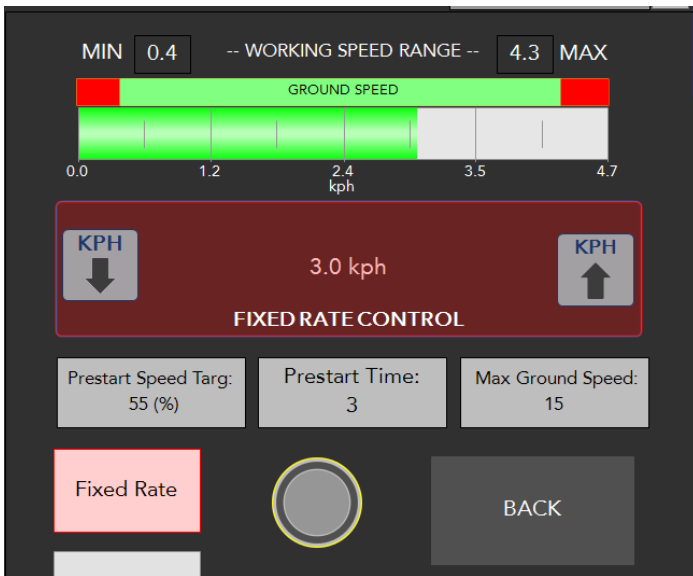 MIN 0.4 -- WORKING SPEED RANGE -- 4.3 MAX
GROUND SPEED
0.0 1.2 2.4 3.5 4.7
kph
KPH
3.0 kph
KPH
FIXED RATE CONTROL
Prestart Speed Targ:
55 (%)
Prestart Time:
3
Max Ground Speed:
15
Fixed Rate
BACK